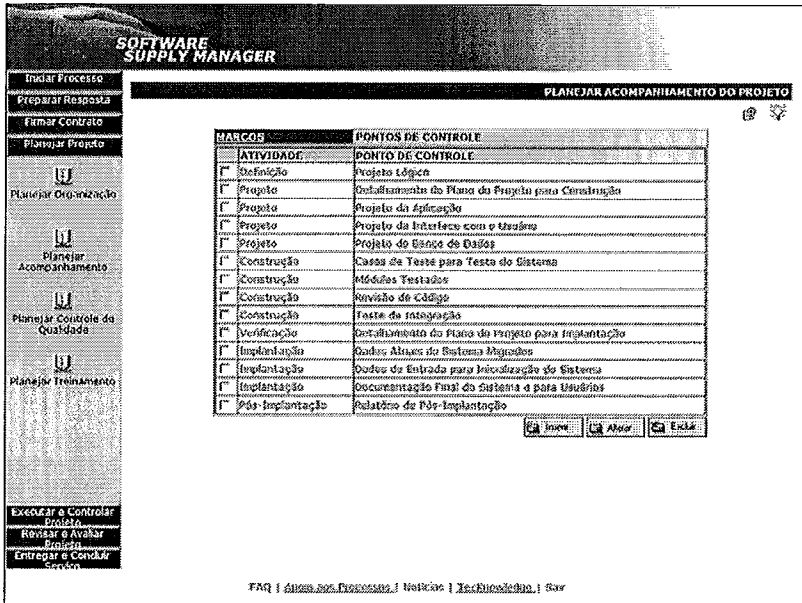 SOFTWARE
SUPPLY MANAGER
Iniciar Processo
Preparar Resposta
Firmar Contrato
Planejar Projeto
Planejar Organização
Planejar
Acompanhamento
Planejar Controle da
Qualidade
Planejar Treinamento
Executar e Controlar
Projeto
Revisar e Avaliar
Projeto
Entregar e Concluir
Serviço
PLANEJAR ACOMPANHAMENTO DO PROJETO
MARCOS PONTOS DE CONTROLE
ATIVIDADE PONTO DE CONTROLE
Definição Projeto Lógico
Projeto Detalhamento do Plano do Projeto para Construção
Projeto Projeto da Aplicação
Projeto Projeto da Interface com o Usuário
Projeto Projeto do Banco de Dados
Construção Casos de Teste para Teste do Sistema
Construção Módulos Testados
Construção Revisão de Código
Construção Teste de Integração
Verificação Detalhamento do Plano do Projeto para Implantação
Implantação Dados Atuais do Sistema Migrados
Implantação Dados de Entrada para Inicialização do Sistema
Implantação Documentação Final do Sistema e para Usuários
Pós-Implantação Relatório de Pós-Implantação
Inserir Alterar Excluir
FAQ | Apoio aos Processos | Notícias | TecKnowledge | Sair